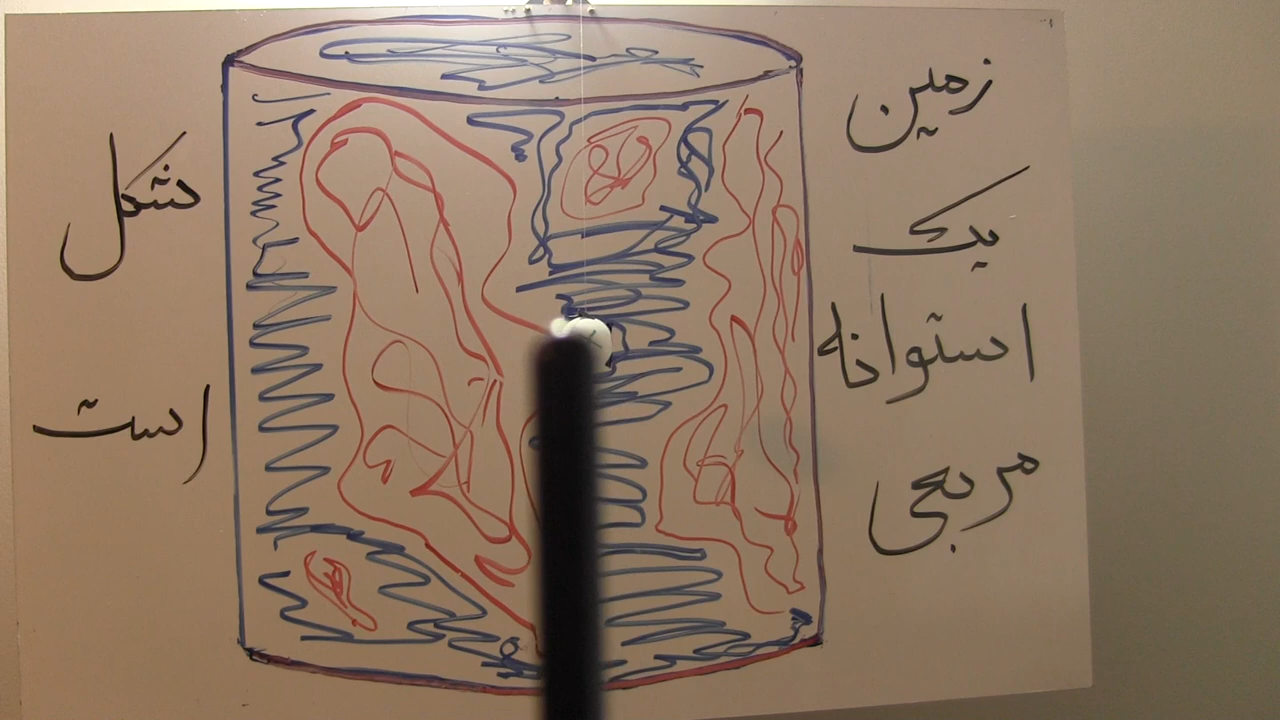 زمین
یک
استوانه
مربعی
شکل
است